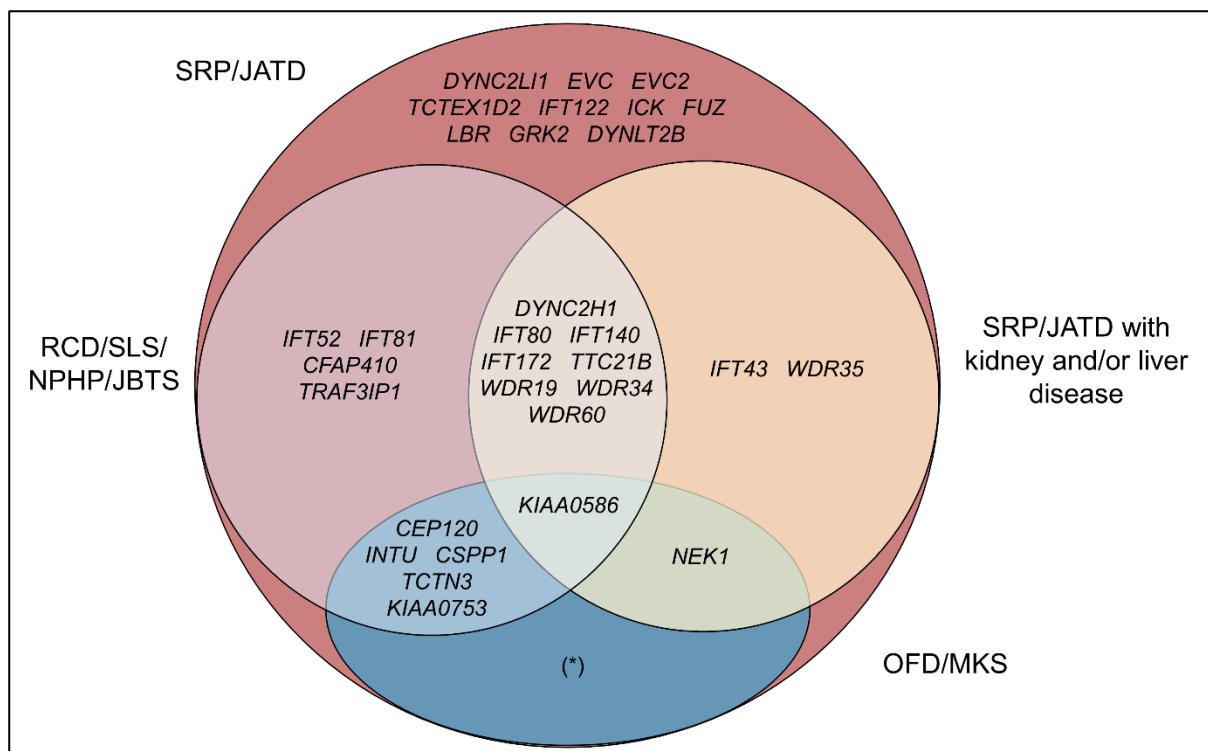 SRP/JATD
DYNC2LI1 EVC EVC2
TCTEX1D2 IFT122 ICK FUZ
LBR GRK2 DYNLT2B
RCD/SLS/
NPHP/JBTS
IFT52 IFT81
CFAP410
TRAF3IP1
DYNC2H1
IFT80 IFT140
IFT172 TTC21B
WDR19 WDR34
WDR60
IFT43 WDR35
SRP/JATD with
kidney and/or liver
disease
KIAA0586
CEP120
INTU CSPP1
TCTN3
KIAA0753
NEK1
(*)
OFD/MKS